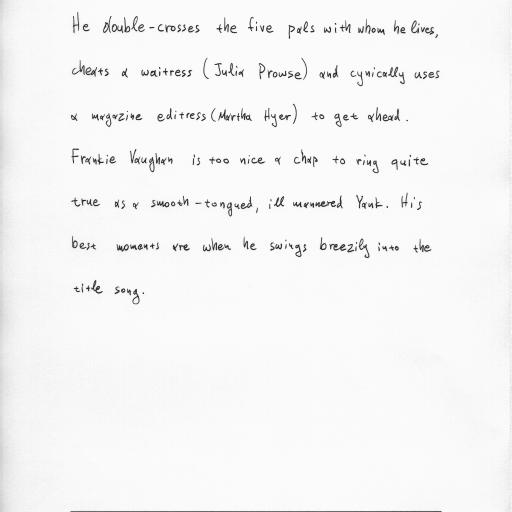 He double-crosses the five pals with whom he lives,
cheats a waitress (Julia Prowse) and cynically uses
a magazine editress (Martha Hyer) to get ahead.
Frankie Vaughan is too nice a chap to ring quite
true as a smooth-tongued, ill mannered Yank. His
best moments are when he swings breezily into the
title song.